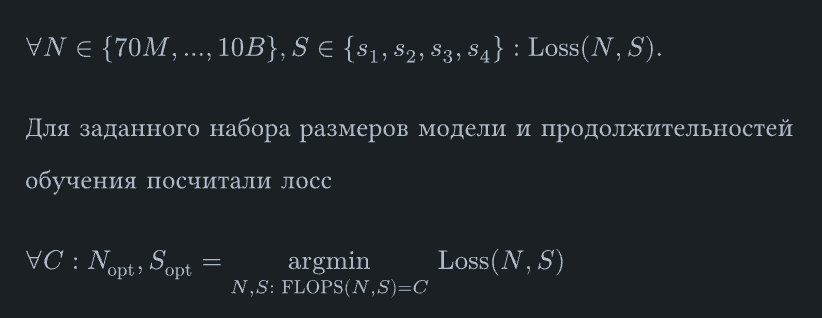 ∀N ∈ {70M, ..., 10B}, S ∈ {s₁, s₂, s₃, s₄} : Loss(N, S).
Для заданного набора размеров модели и продолжительностей
обучения посчитали лосс
∀C : N_opt, S_opt = argmin Loss(N, S)
N,S: FLOPS(N,S)=C